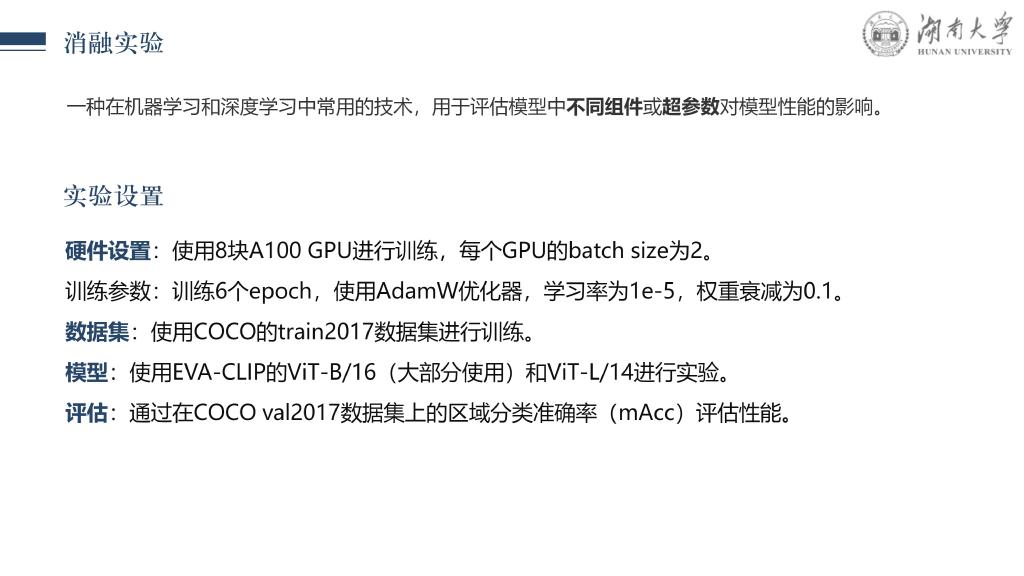 消融实验
湖南大学
HUNAN UNIVERSITY
一种在机器学习和深度学习中常用的技术，用于评估模型中不同组件或超参数对模型性能的影响。
实验设置
硬件设置：使用8块A100 GPU进行训练，每个GPU的batch size为2。
训练参数：训练6个epoch，使用AdamW优化器，学习率为1e-5，权重衰减为0.1。
数据集：使用COCO的train2017数据集进行训练。
模型：使用EVA-CLIP的ViT-B/16（大部分使用）和ViT-L/14进行实验。
评估：通过在COCO val2017数据集上的区域分类准确率（mAcc）评估性能。